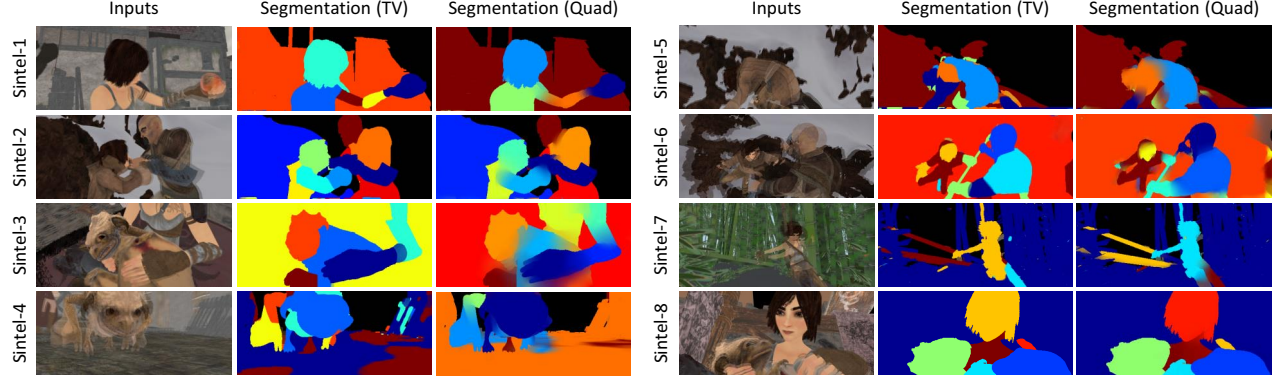 Inputs Segmentation (TV) Segmentation (Quad) Inputs Segmentation (TV) Segmentation (Quad)
Sintel-1
Sintel-2
Sintel-3
Sintel-4
Sintel-5
Sintel-6
Sintel-7
Sintel-8